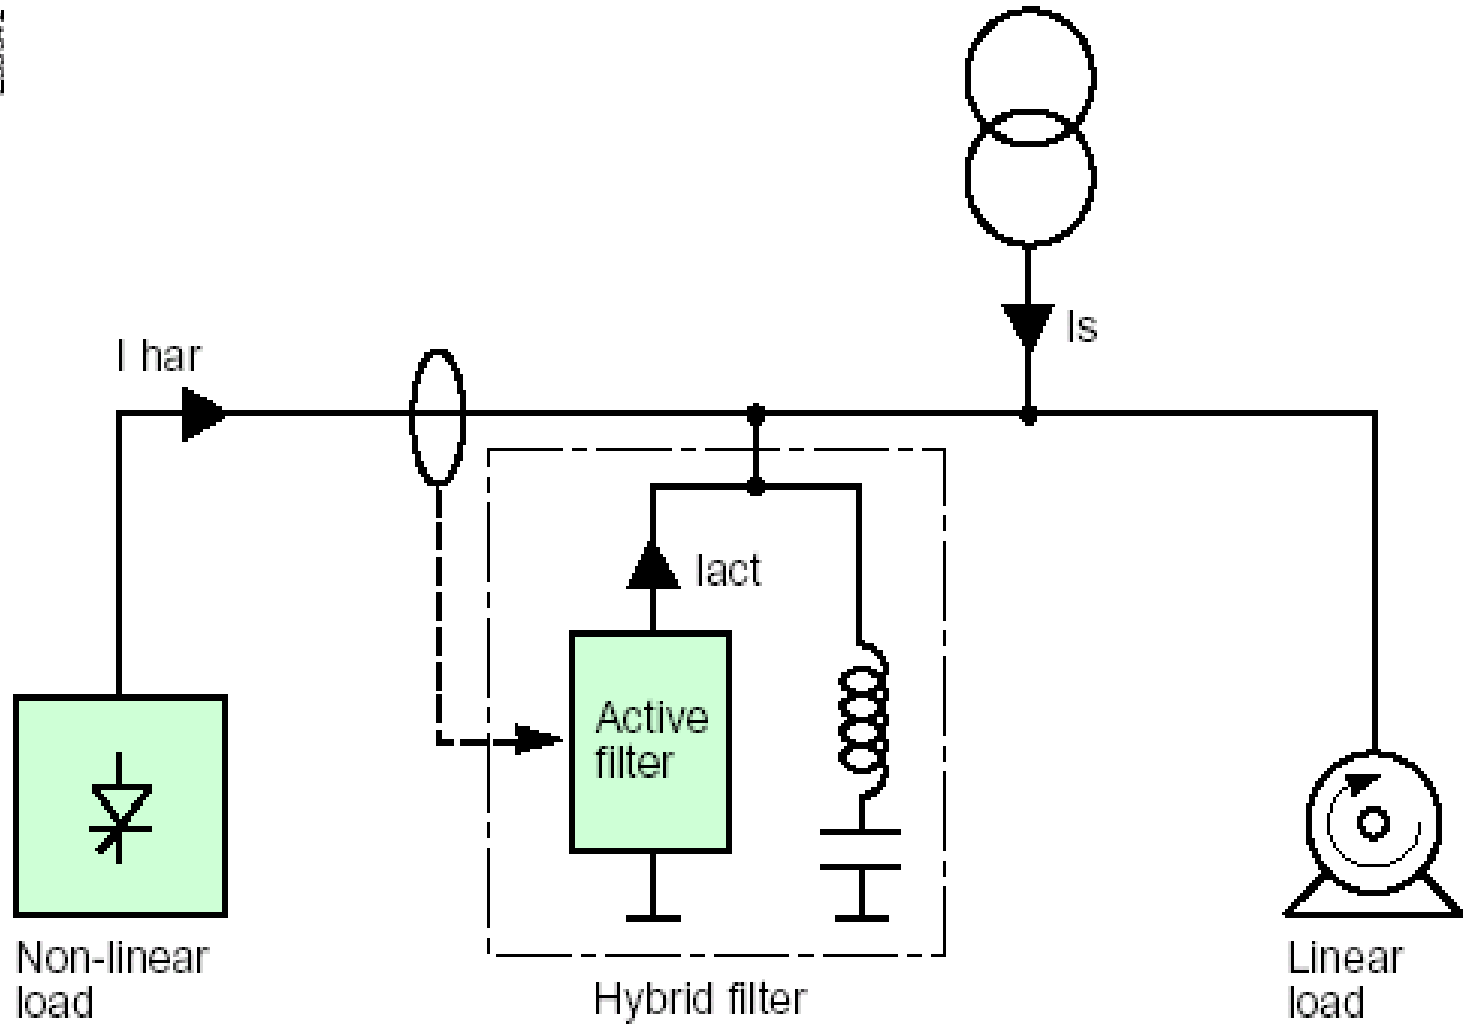 Is
I har
Iact
Active
filter
Non-linear
load
Hybrid filter
Linear
load